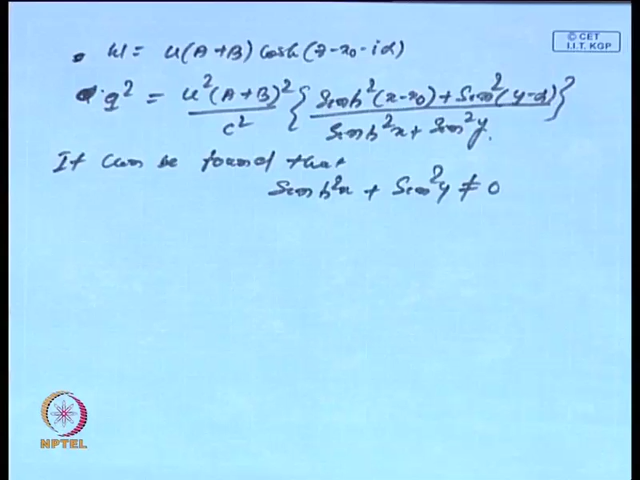 © CET
I.I.T. KGP
W = U(A+B) Cosh(z-x₀-iα)
q² = U²(A+B)²/c² { Sinh²(x-x₀) + Sin²(y-α) / Sinh²x + Sin²y }
It can be found that
Sinh²x + Sin²y ≠ 0
NPTEL